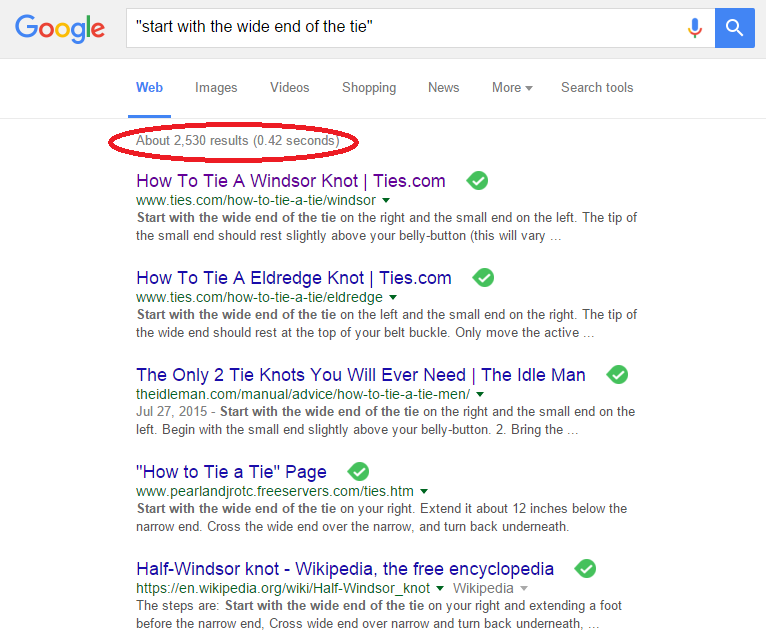 Google "start with the wide end of the tie"
Web Images Videos Shopping News More Search tools
About 2,530 results (0.42 seconds)
How To Tie A Windsor Knot | Ties.com
www.ties.com/how-to-tie-a-tie/windsor
Start with the wide end of the tie on the right and the small end on the left. The tip of
the small end should rest slightly above your belly-button (this will vary ...
How To Tie A Eldredge Knot | Ties.com
www.ties.com/how-to-tie-a-tie/eldredge
Start with the wide end of the tie on the left and the small end on the right. The tip of
the wide end should rest at the top of your belt buckle. Only move the active ...
The Only 2 Tie Knots You Will Ever Need | The Idle Man
theidleman.com/manual/advice/how-to-tie-a-tie-men/
Jul 27, 2015 - Start with the wide end of the tie on the right and the small end on the
left. Begin with the small end slightly above your belly-button. 2. Bring the ...
"How to Tie a Tie" Page
www.pearlandjrotc.freeservers.com/ties.htm
Start with the wide end of the tie on your right. Extend it about 12 inches below the
narrow end. Cross the wide end over the narrow, and turn back underneath.
Half-Windsor knot - Wikipedia, the free encyclopedia
https://en.wikipedia.org/wiki/Half-Windsor_knot Wikipedia
The steps are: Start with the wide end of the tie on your right and extending a foot
before the narrow end, Cross wide end over narrow and turn back underneath, ...